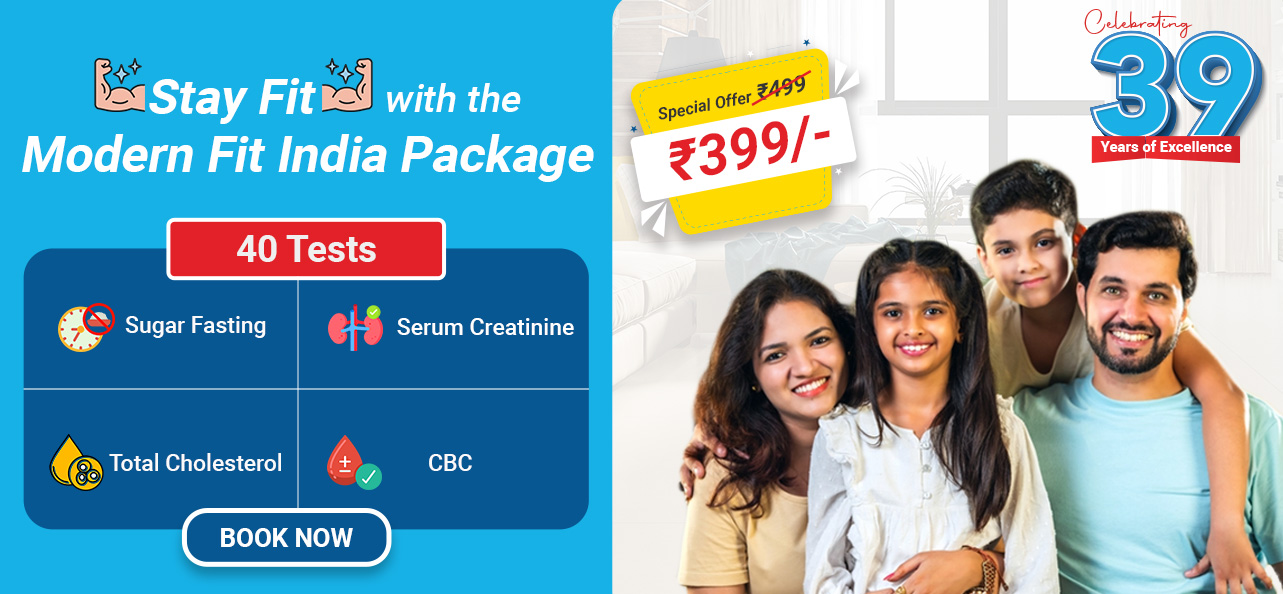 Stay Fit with the
Modern Fit India Package
40 Tests
Sugar Fasting
Serum Creatinine
Total Cholesterol
CBC
BOOK NOW
Special Offer ₹499
₹399/-
Celebrating
39
Years of Excellence